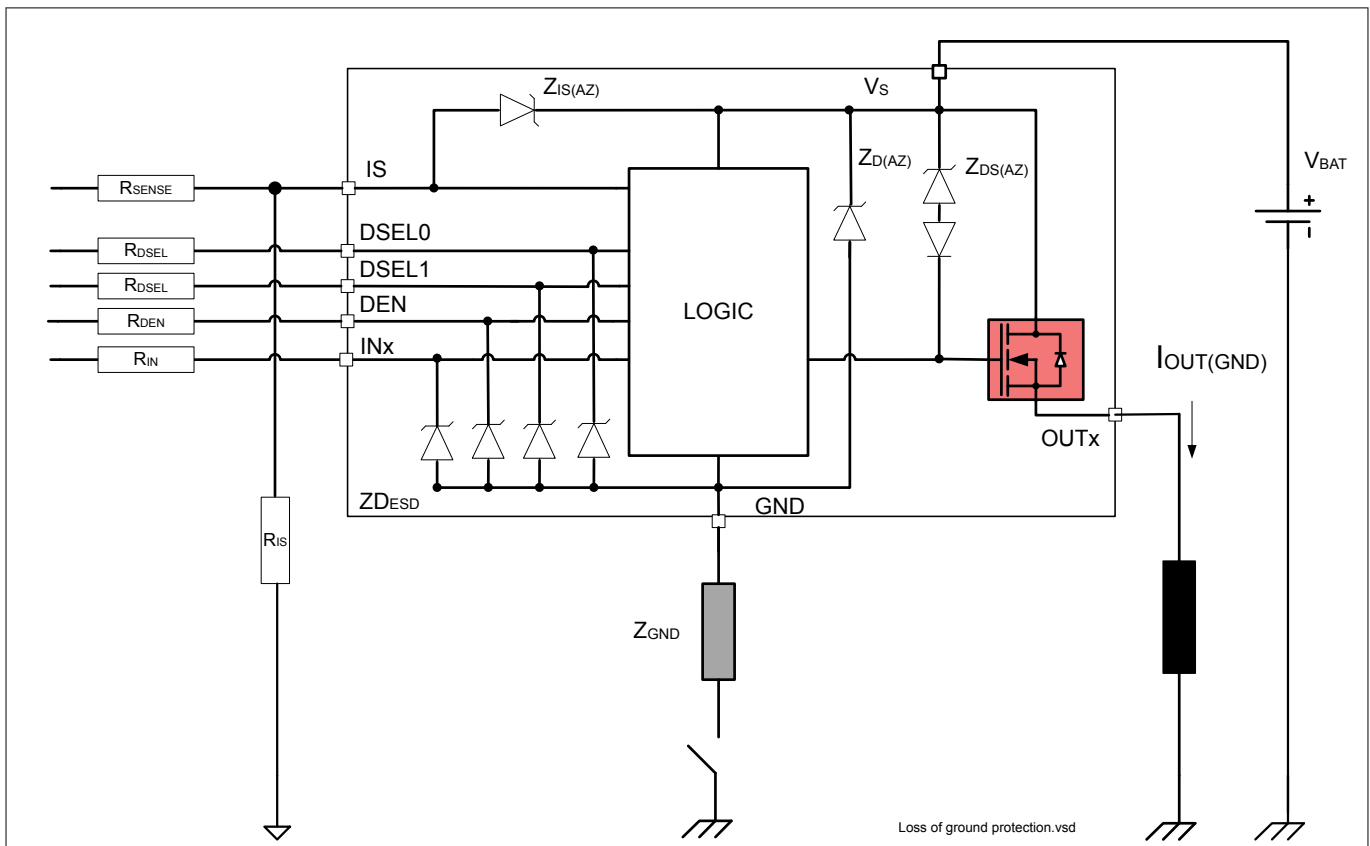 ZIS(AZ)
VS
ZD(AZ)
ZDS(AZ)
VBAT
+
IS
RSENSE
DSEL0
RDSEL
DSEL1
RDSEL
DEN
RDEN
INx
RIN
LOGIC
IOUT(GND)
OUTx
ZDESD
GND
RIS
ZGND
Loss of ground protection.vsd